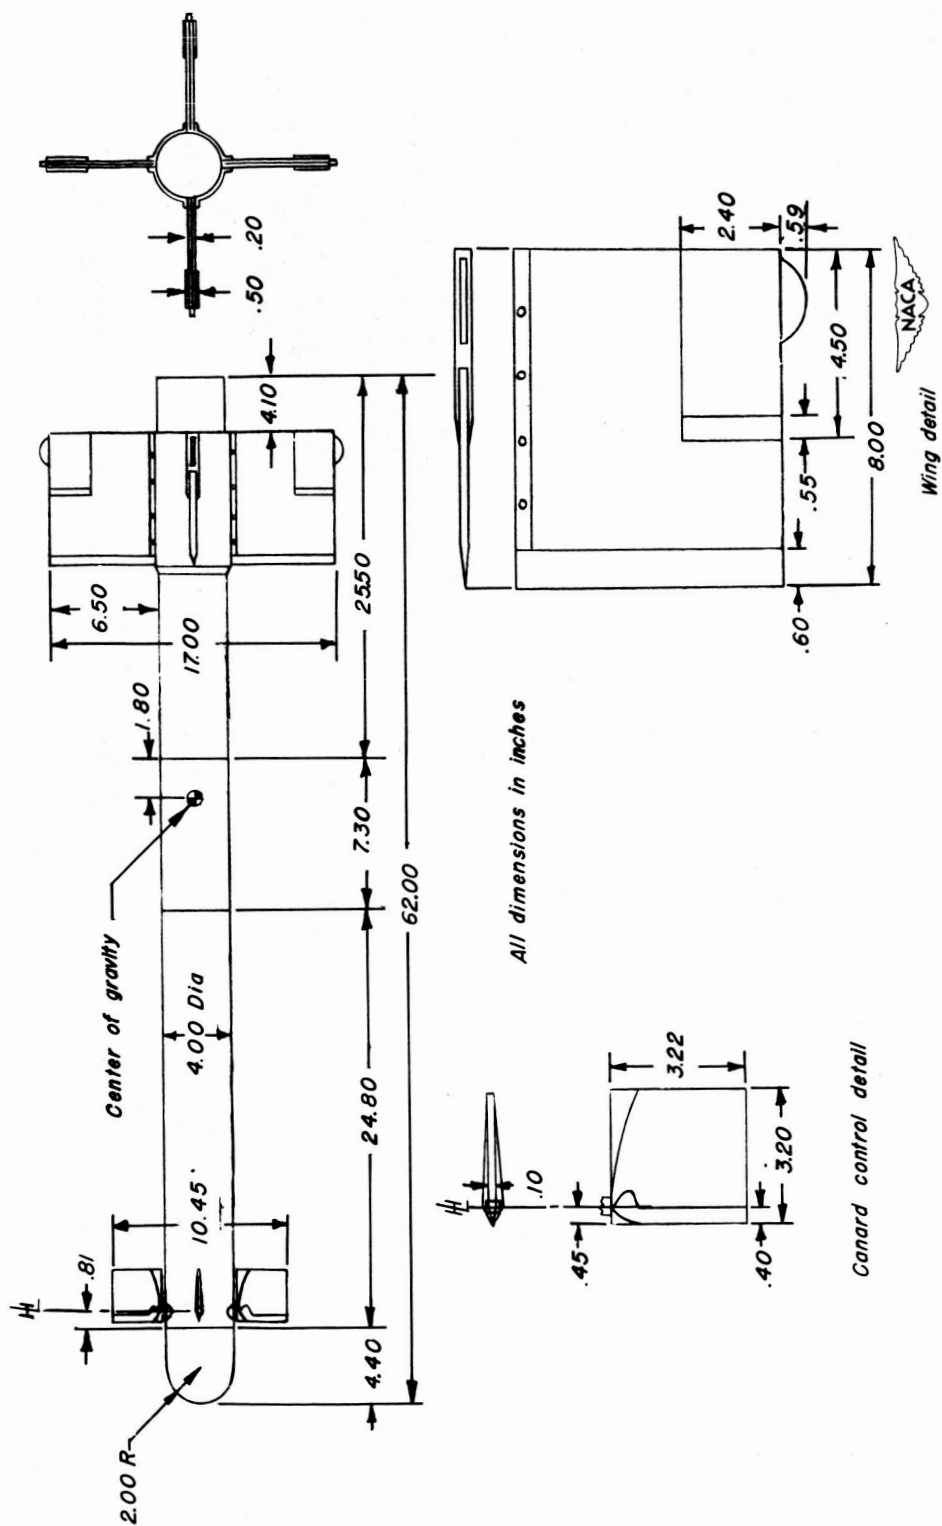 2.00 R
HL
.81
10.45
4.00 Dia
Center of gravity
1.80
6.50
17.00
4.40
24.80
7.30
25.50
4.10
62.00
.50
.20
All dimensions in inches
HL
.10
.45
.40
3.20
3.22
Canard control detail
.60
.55
4.50
8.00
2.40
.59
NACA
Wing detail